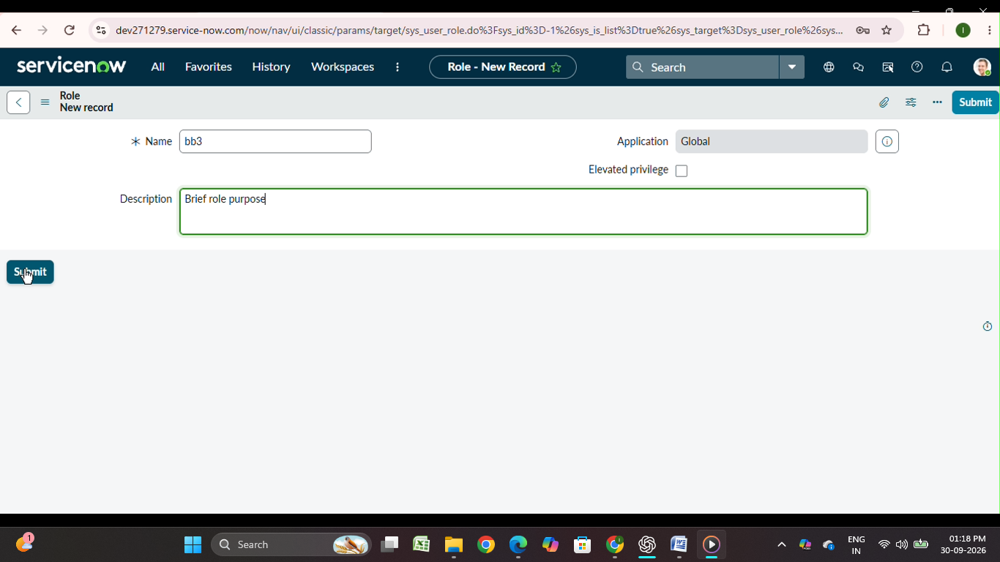 dev271279.service-now.com/now/nav/ui/classic/params/target/sys_user_role.do%3Fsys_id%3D-1%26sys_is_list%3Dtrue%26sys_target%3Dsys_user_role%26sys...
I
servicenow All Favorites History Workspaces Role - New Record Search
Role
New record
Submit
* Name bb3 Application Global
Elevated privilege
Description Brief role purpose
Submit
1
Search
ENG
IN
01:18 PM
30-09-2026